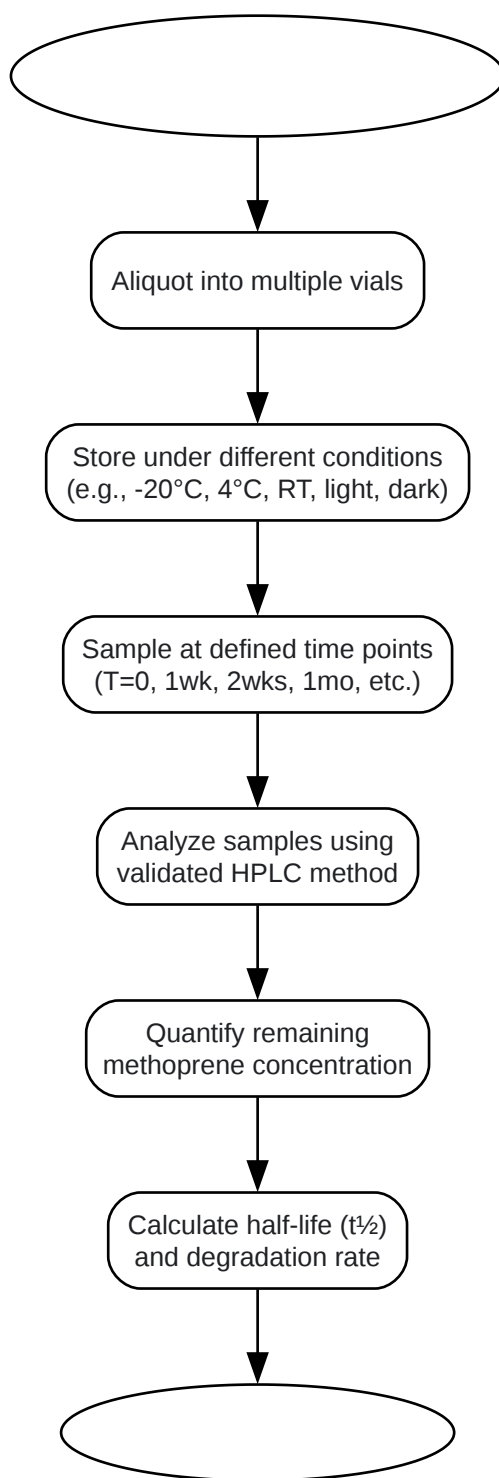 Aliquot into multiple vials
Store under different conditions
(e.g., -20°C, 4°C, RT, light, dark)
Sample at defined time points
(T=0, 1wk, 2wks, 1mo, etc.)
Analyze samples using
validated HPLC method
Quantify remaining
methoprene concentration
Calculate half-life (t½)
and degradation rate